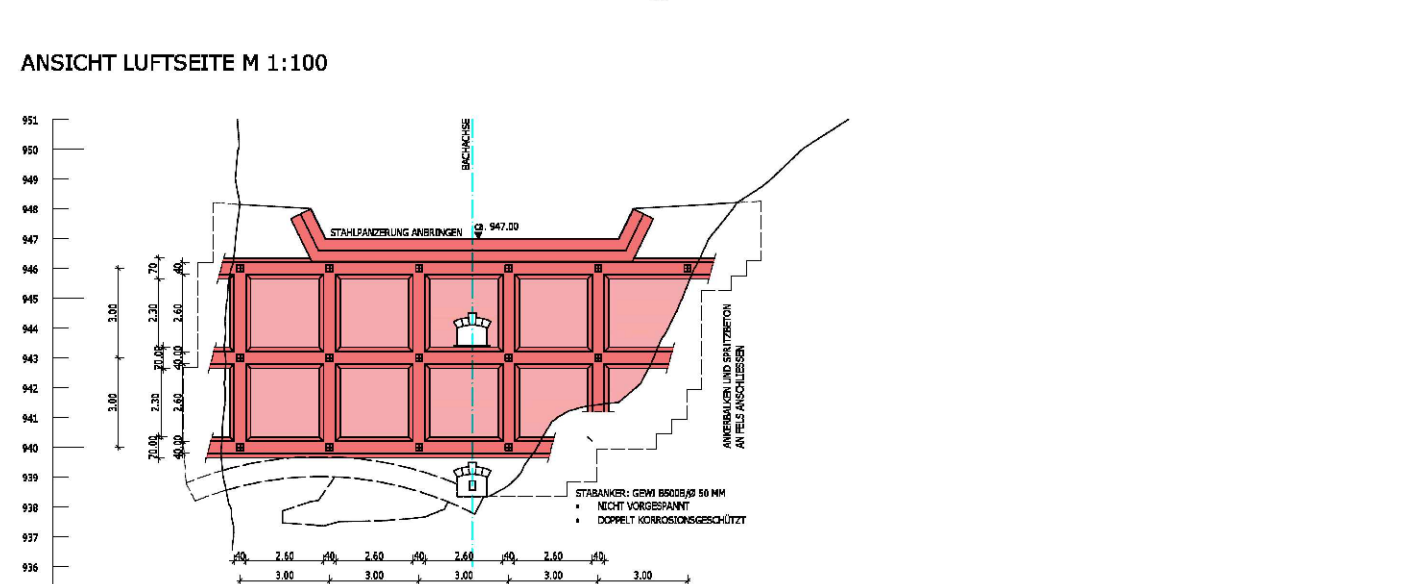 ANSICHT LUFTSEITE M 1:100
951
950
949
948
947
946
945
944
943
942
941
940
939
938
937
936
BACHACHSE
STAHLPANZERUNG ANBRINGEN
ca. 947.00
3.00
3.00
70
2.30
70.00
2.30
70.00
40
2.60
40.00
2.60
40.00
ANKERBALKEN UND SPRITZBETON
AN FELS ANSCHLIESSEN
STABANKER: GEWI B500B/Ø 50 MM
• NICHT VORGESPANNT
• DOPPELT KORROSIONSGESCHÜTZT
40 2.60 40 2.60 40 2.60 40 2.60 40
3.00 3.00 3.00 3.00 3.00